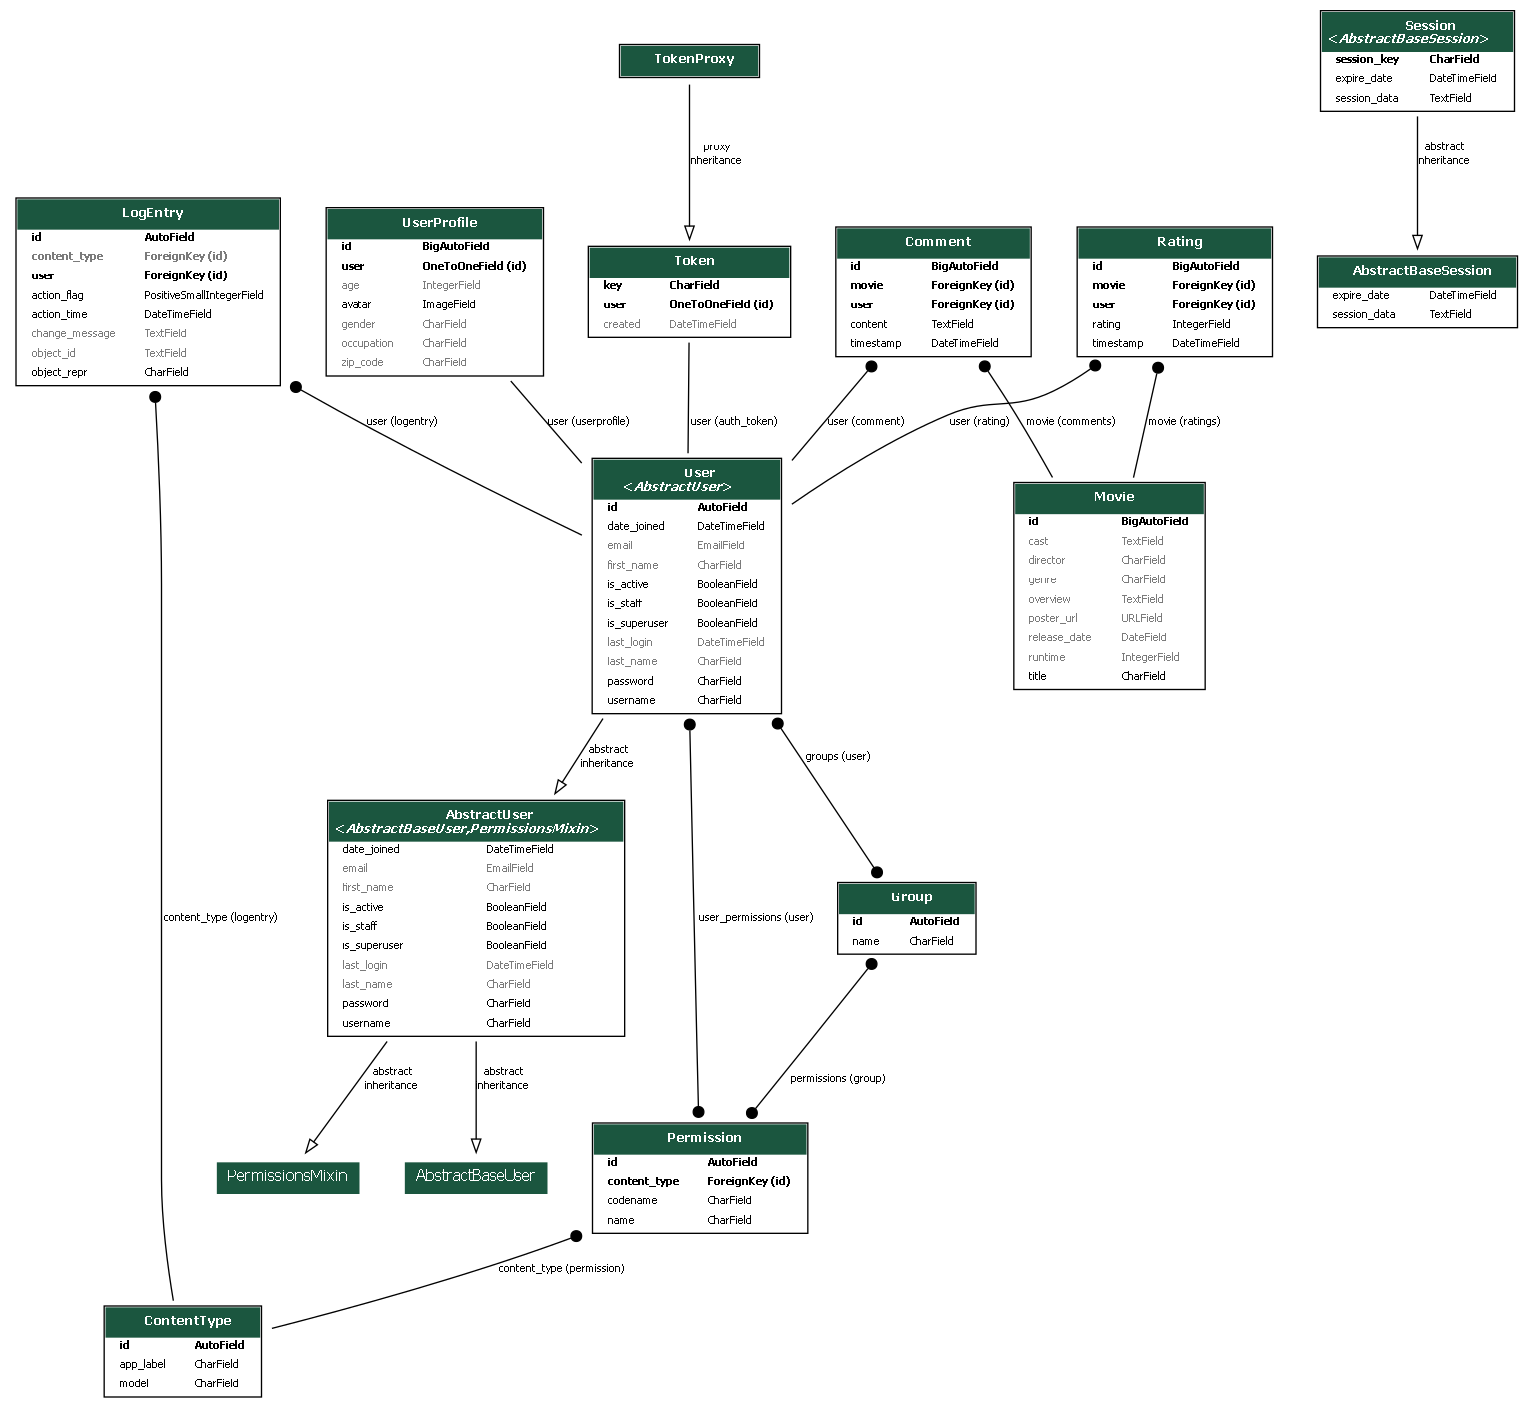 Session
<AbstractBaseSession>
session_key CharField
expire_date DateTimeField
session_data TextField
TokenProxy
proxy
inheritance
abstract
inheritance
LogEntry
id AutoField
content_type ForeignKey (id)
user ForeignKey (id)
action_flag PositiveSmallIntegerField
action_time DateTimeField
change_message TextField
object_id TextField
object_repr CharField
UserProfile
id BigAutoField
user OneToOneField (id)
age IntegerField
avatar ImageField
gender CharField
occupation CharField
zip_code CharField
Token
key CharField
user OneToOneField (id)
created DateTimeField
Comment
id BigAutoField
movie ForeignKey (id)
user ForeignKey (id)
content TextField
timestamp DateTimeField
Rating
id BigAutoField
movie ForeignKey (id)
user ForeignKey (id)
rating IntegerField
timestamp DateTimeField
AbstractBaseSession
expire_date DateTimeField
session_data TextField
user (logentry)
user (userprofile)
user (auth_token)
user (comment)
user (rating)
movie (comments)
movie (ratings)
User
<AbstractUser>
id AutoField
date_joined DateTimeField
email EmailField
first_name CharField
is_active BooleanField
is_staff BooleanField
is_superuser BooleanField
last_login DateTimeField
last_name CharField
password CharField
username CharField
Movie
id BigAutoField
cast TextField
director CharField
genre CharField
overview TextField
poster_url URLField
release_date DateField
runtime IntegerField
title CharField
abstract
inheritance
groups (user)
AbstractUser
<AbstractBaseUser,PermissionsMixin>
date_joined DateTimeField
email EmailField
first_name CharField
is_active BooleanField
is_staff BooleanField
is_superuser BooleanField
last_login DateTimeField
last_name CharField
password CharField
username CharField
Group
id AutoField
name CharField
content_type (logentry)
user_permissions (user)
abstract
inheritance
abstract
inheritance
permissions (group)
PermissionsMixin
AbstractBaseUser
Permission
id AutoField
content_type ForeignKey (id)
codename CharField
name CharField
content_type (permission)
ContentType
id AutoField
app_label CharField
model CharField